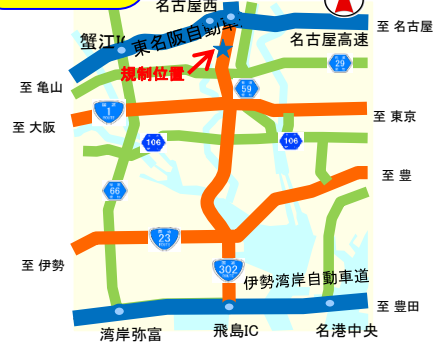 名古屋西
至 名古屋
蟹江IC
東名阪自動車
名古屋高速
規制位置
29
至 亀山
59
1
至 大阪
至 東京
106
106
至 豊
66
23
至 伊勢
302
伊勢湾岸自動車道
至 豊田
湾岸弥富
飛島IC
名港中央